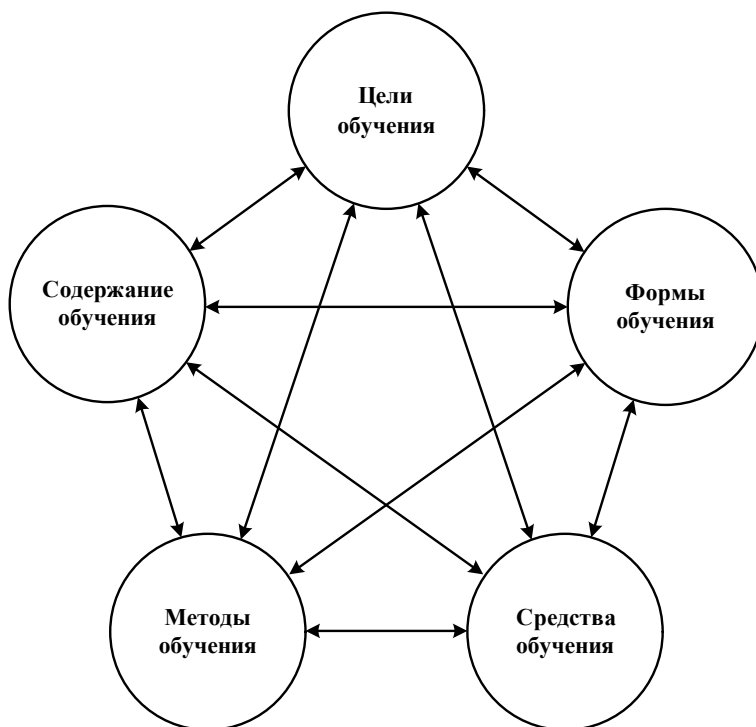 Цели
обучения
Содержание
обучения
Формы
обучения
Методы
обучения
Средства
обучения